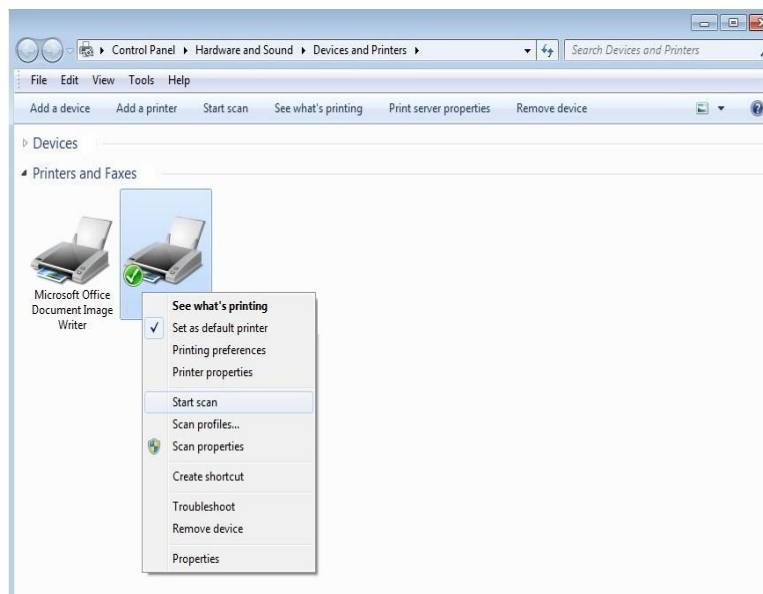 Control Panel Hardware and Sound Devices and Printers Search Devices and Printers
File Edit View Tools Help
Add a device Add a printer Start scan See what's printing Print server properties Remove device
Devices
Printers and Faxes
Microsoft Office
Document Image
Writer
See what's printing
Set as default printer
Printing preferences
Printer properties
Start scan
Scan profiles...
Scan properties
Create shortcut
Troubleshoot
Remove device
Properties